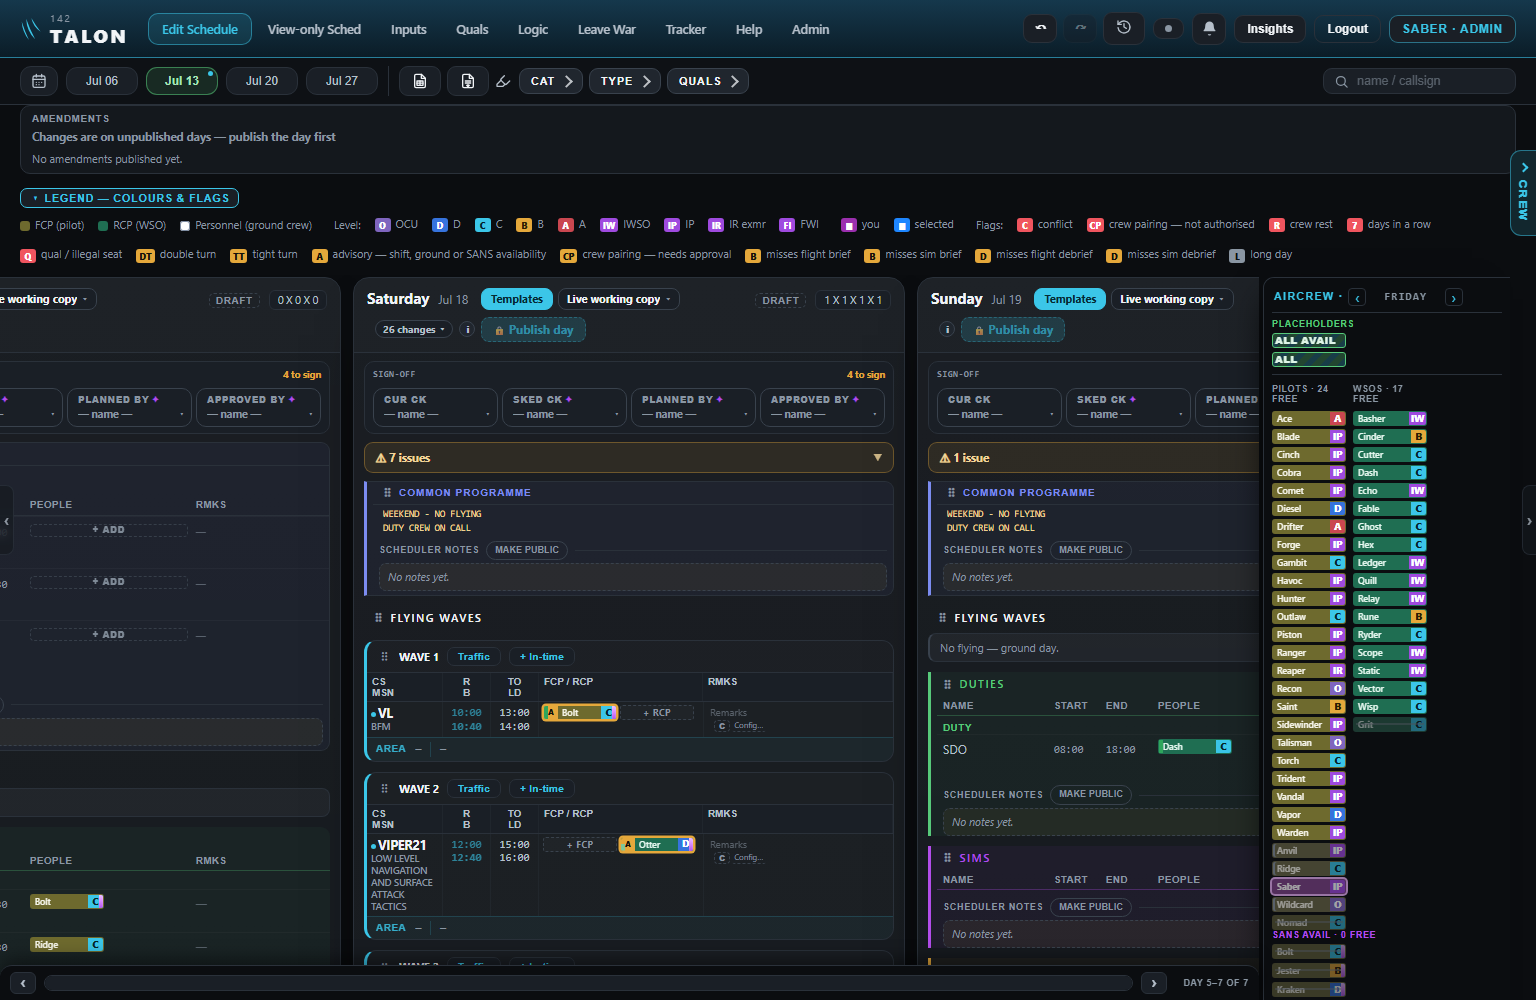 142
TALON
Edit Schedule
View-only Sched
Inputs
Quals
Logic
Leave War
Tracker
Help
Admin
Insights
Logout
SABER · ADMIN
Jul 06
Jul 13
Jul 20
Jul 27
CAT
TYPE
QUALS
name / callsign
AMENDMENTS
Changes are on unpublished days — publish the day first
No amendments published yet.
CREW
LEGEND — COLOURS & FLAGS
FCP (pilot) RCP (WSO) Personnel (ground crew) Level: O OCU D D C C B B A A IW IWSO IP IP IR IR exmr FI FWI you selected Flags: C conflict CP crew pairing — not authorised R crew rest 7 days in a row
Q qual / illegal seat DT double turn TT tight turn A advisory — shift, ground or SANS availability CP crew pairing — needs approval B misses flight brief B misses sim brief D misses flight debrief D misses sim debrief L long day
e working copy
DRAFT
0X0X0
4 to sign
PLANNED BY
— name —
APPROVED BY
— name —
PEOPLE RMKS
+ ADD —
+ ADD —
+ ADD —
PEOPLE RMKS
Bolt C —
Ridge C —
Saturday Jul 18 Templates Live working copy DRAFT 1X1X1X1
26 changes i Publish day
SIGN-OFF 4 to sign
CUR CK
— name —
SKED CK
— name —
PLANNED BY
— name —
APPROVED BY
— name —
7 issues
COMMON PROGRAMME
WEEKEND - NO FLYING
DUTY CREW ON CALL
SCHEDULER NOTES MAKE PUBLIC
No notes yet.
FLYING WAVES
WAVE 1 Traffic + In-time
CS R TO FCP / RCP RMKS
MSN B LD
VL 10:00 13:00 A Bolt C + RCP Remarks
BFM 10:40 14:00 C Config...
AREA — —
WAVE 2 Traffic + In-time
CS R TO FCP / RCP RMKS
MSN B LD
VIPER21 12:00 15:00 + FCP A Otter D Remarks
LOW LEVEL 12:40 16:00 C Config...
NAVIGATION
AND SURFACE
ATTACK
TACTICS
AREA — —
Sunday Jul 19 Templates Live working copy
i Publish day
SIGN-OFF
CUR CK
— name —
SKED CK
— name —
PLANNED
— name —
1 issue
COMMON PROGRAMME
WEEKEND - NO FLYING
DUTY CREW ON CALL
SCHEDULER NOTES MAKE PUBLIC
No notes yet.
FLYING WAVES
No flying — ground day.
DUTIES
NAME START END PEOPLE
DUTY
SDO 08:00 18:00 Dash C
SCHEDULER NOTES MAKE PUBLIC
No notes yet.
SIMS
NAME START END PEOPLE
SCHEDULER NOTES MAKE PUBLIC
No notes yet.
AIRCREW · FRIDAY
PLACEHOLDERS
ALL AVAIL
ALL
PILOTS · 24 FREE
Ace A
Blade IP
Cinch IP
Cobra IP
Comet IP
Diesel D
Drifter A
Forge IP
Gambit C
Havoc IP
Hunter IP
Outlaw C
Piston IP
Ranger IP
Reaper IR
Recon O
Saint B
Sidewinder IP
Talisman O
Torch C
Trident IP
Vandal IP
Vapor D
Warden IP
Anvil IP
Ridge C
Saber IP
Wildcard O
Nomad C
WSOS · 17 FREE
Basher IW
Cinder B
Cutter C
Dash C
Echo IW
Fable C
Ghost C
Hex C
Ledger IW
Quill IW
Relay IW
Rune B
Ryder C
Scope IW
Static IW
Vector C
Wisp C
Grit C
SANS AVAIL · 0 FREE
Bolt C
Jester B
Kraken D
DAY 5–7 OF 7